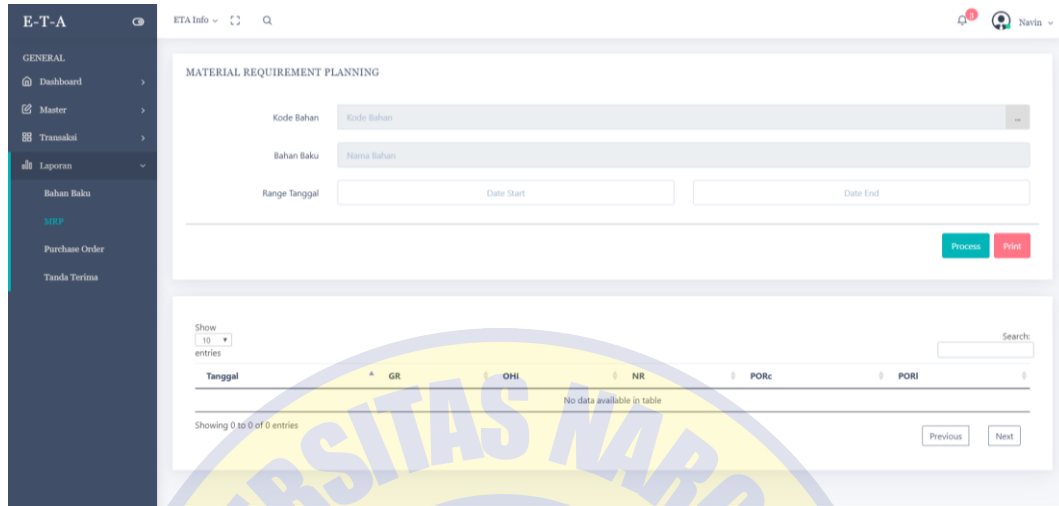 E-T-A
ETA Info
3
Navin
GENERAL
Dashboard
Master
Transaksi
Laporan
Bahan Baku
MRP
Purchase Order
Tanda Terima
MATERIAL REQUIREMENT PLANNING
Kode Bahan
Kode Bahan
...
Bahan Baku
Nama Bahan
Range Tanggal
Date Start
Date End
Process
Print
Show
10
entries
Search:
Tanggal GR OHI NR PORc PORl
No data available in table
Showing 0 to 0 of 0 entries
Previous
Next
ERSITAS NARO